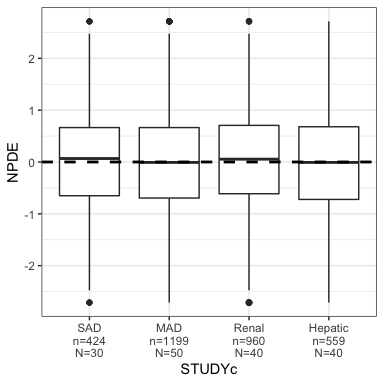 NPDE
2
1
0
-1
-2
SAD MAD Renal Hepatic
n=424 n=1199 n=960 n=559
N=30 N=50 N=40 N=40
STUDYc